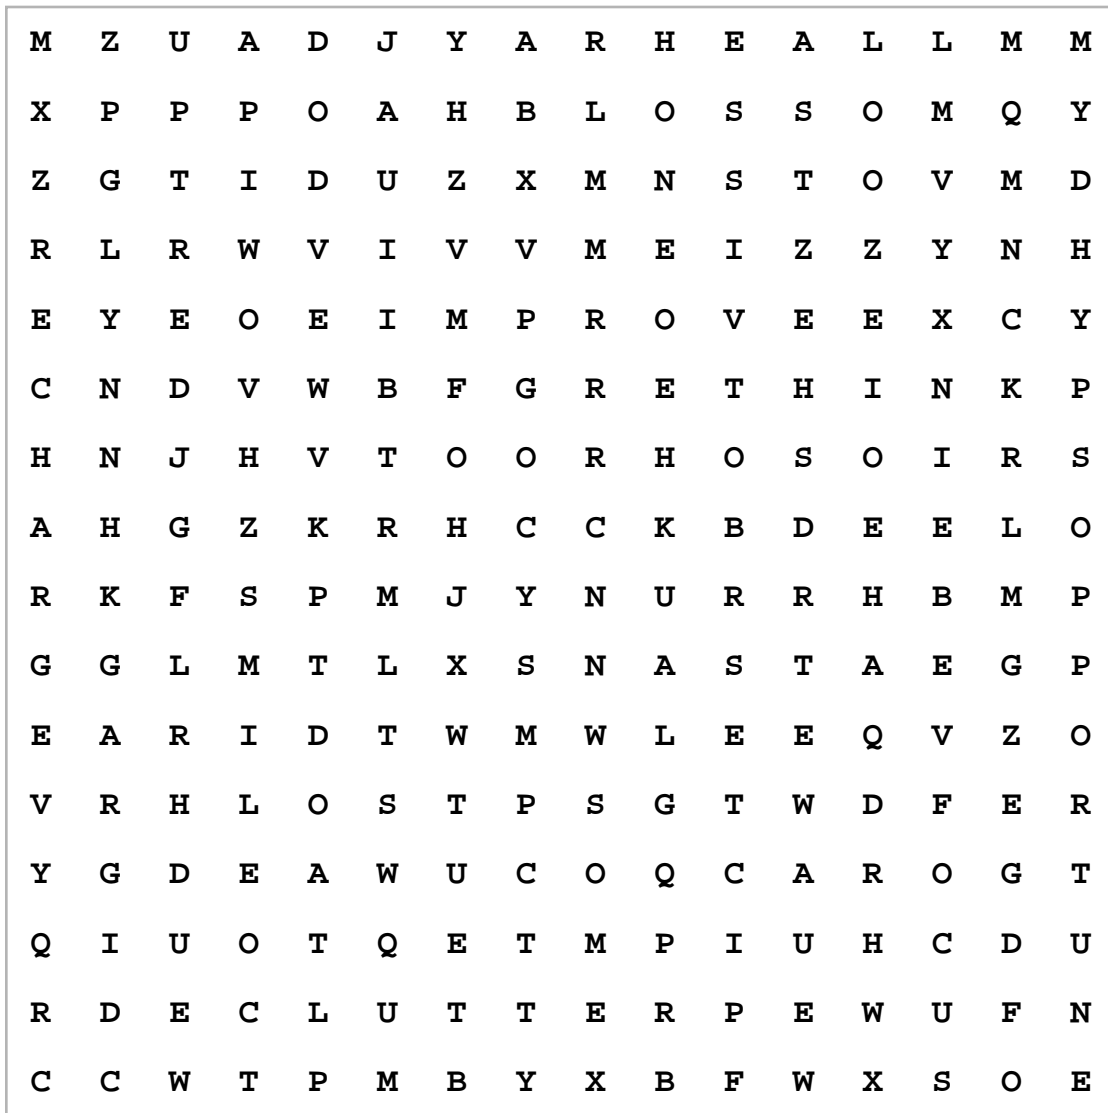 M Z U A D J Y A R H E A L L M M
X P P P O A H B L O S S O M Q Y
Z G T I D U Z X M N S T O V M D
R L R W V I V V M E I Z Z Y N H
E Y E O E I M P R O V E E X C Y
C N D V W B F G R E T H I N K P
H N J H V T O O R H O S O I R S
A H G Z K R H C C K B D E E L O
R K F S P M J Y N U R R H B M P
G G L M T L X S N A S T A E G P
E A R I D T W M W L E E Q V Z O
V R H L O S T P S G T W D F E R
Y G D E A W U C O Q C A R O G T
Q I U O T Q E T M P I U H C D U
R D E C L U T T E R P E W U F N
C C W T P M B Y X B F W X S O E